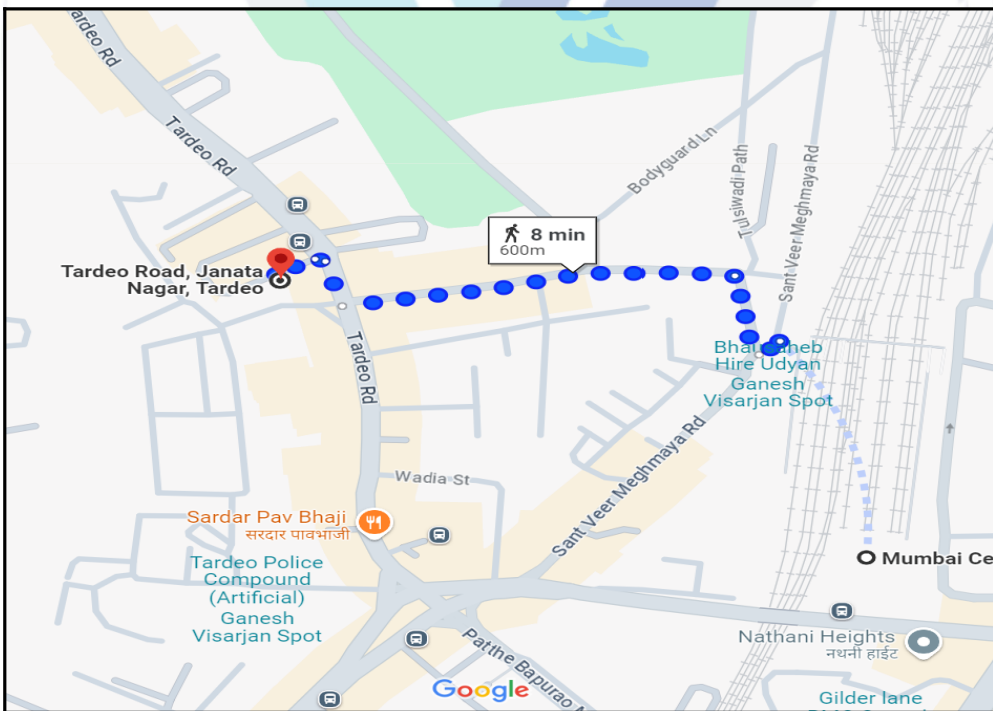 Tardeo Rd
Tardeo Rd
Bodyguard Ln
Tulsiwadi Path
Sant Veer Meghmaya Rd
8 min
600m
Tardeo Road, Janata
Nagar, Tardeo
Tardeo Rd
Hire Udyan
Ganesh
Visarjan Spot
Sant Veer Meghmaya Rd
Wadia St
Sardar Pav Bhaji
सरदार पावभाजी
Tardeo Police
Compound
(Artificial)
Ganesh
Visarjan Spot
Mumbai Ce
Nathani Heights
नथनी हाईट
Patthe Bapurao
Google
Gilder lane